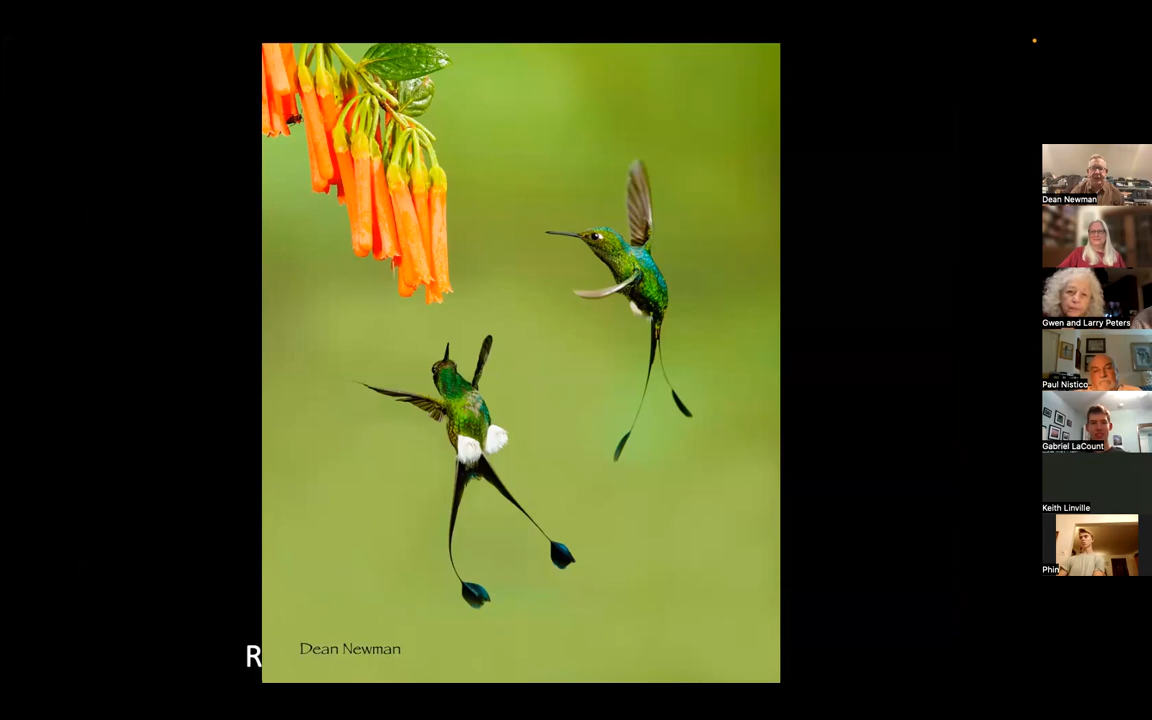 Dean Newman
Gwen and Larry Peters
Paul Nistico
Gabriel LaCount
Keith Linville
Phin
R
Dean Newman